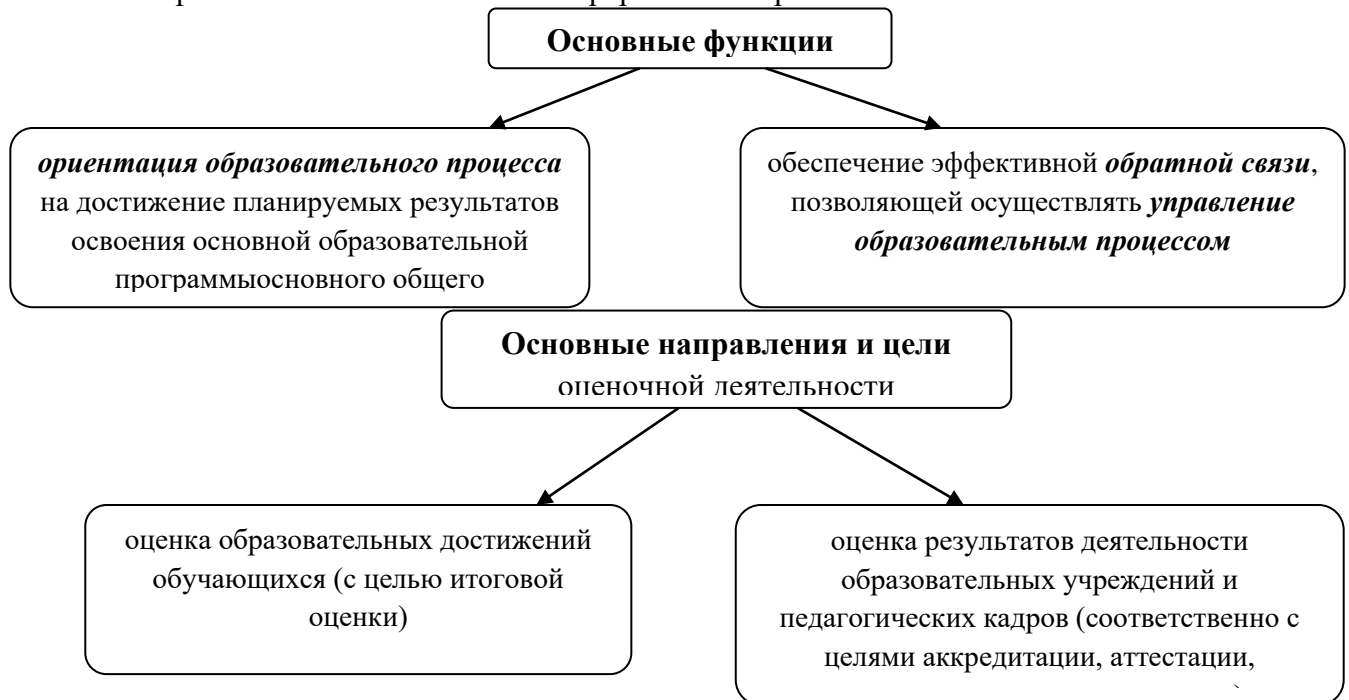 Основные функции
ориентация образовательного процесса
на достижение планируемых результатов
освоения основной образовательной
программыосновного общего
обеспечение эффективной обратной связи,
позволяющей осуществлять управление
образовательным процессом
Основные направления и цели
оценочной деятельности
оценка образовательных достижений
обучающихся (с целью итоговой
оценки)
оценка результатов деятельности
образовательных учреждений и
педагогических кадров (соответственно с
целями аккредитации, аттестации,